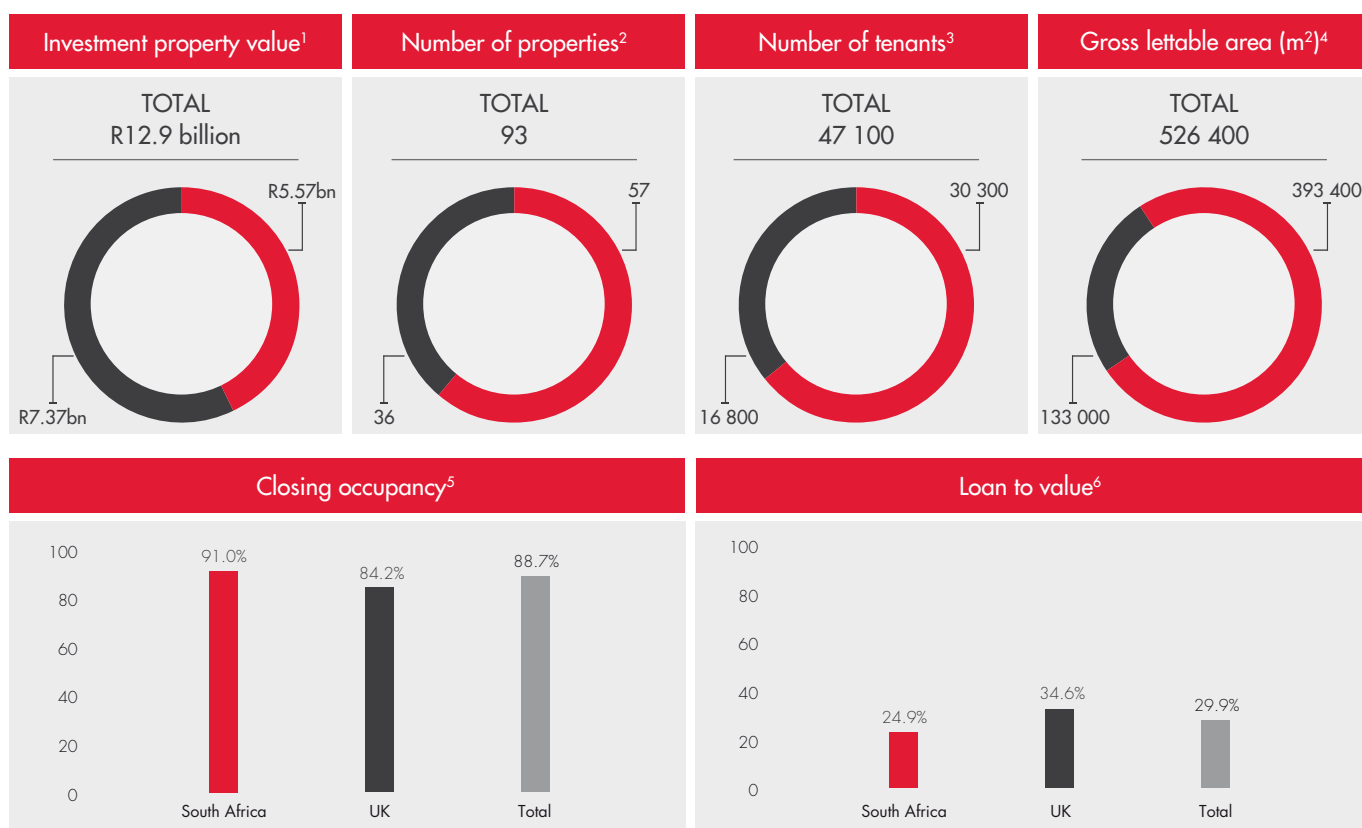 Investment property value¹
Number of properties²
Number of tenants³
Gross lettable area (m²)⁴
TOTAL
R12.9 billion
R5.57bn
R7.37bn
TOTAL
93
57
36
TOTAL
47 100
30 300
16 800
TOTAL
526 400
393 400
133 000
Closing occupancy⁵
100
80
60
40
20
0
91.0%
84.2%
88.7%
South Africa
UK
Total
Loan to value⁶
100
80
60
40
20
0
24.9%
34.6%
29.9%
South Africa
UK
Total